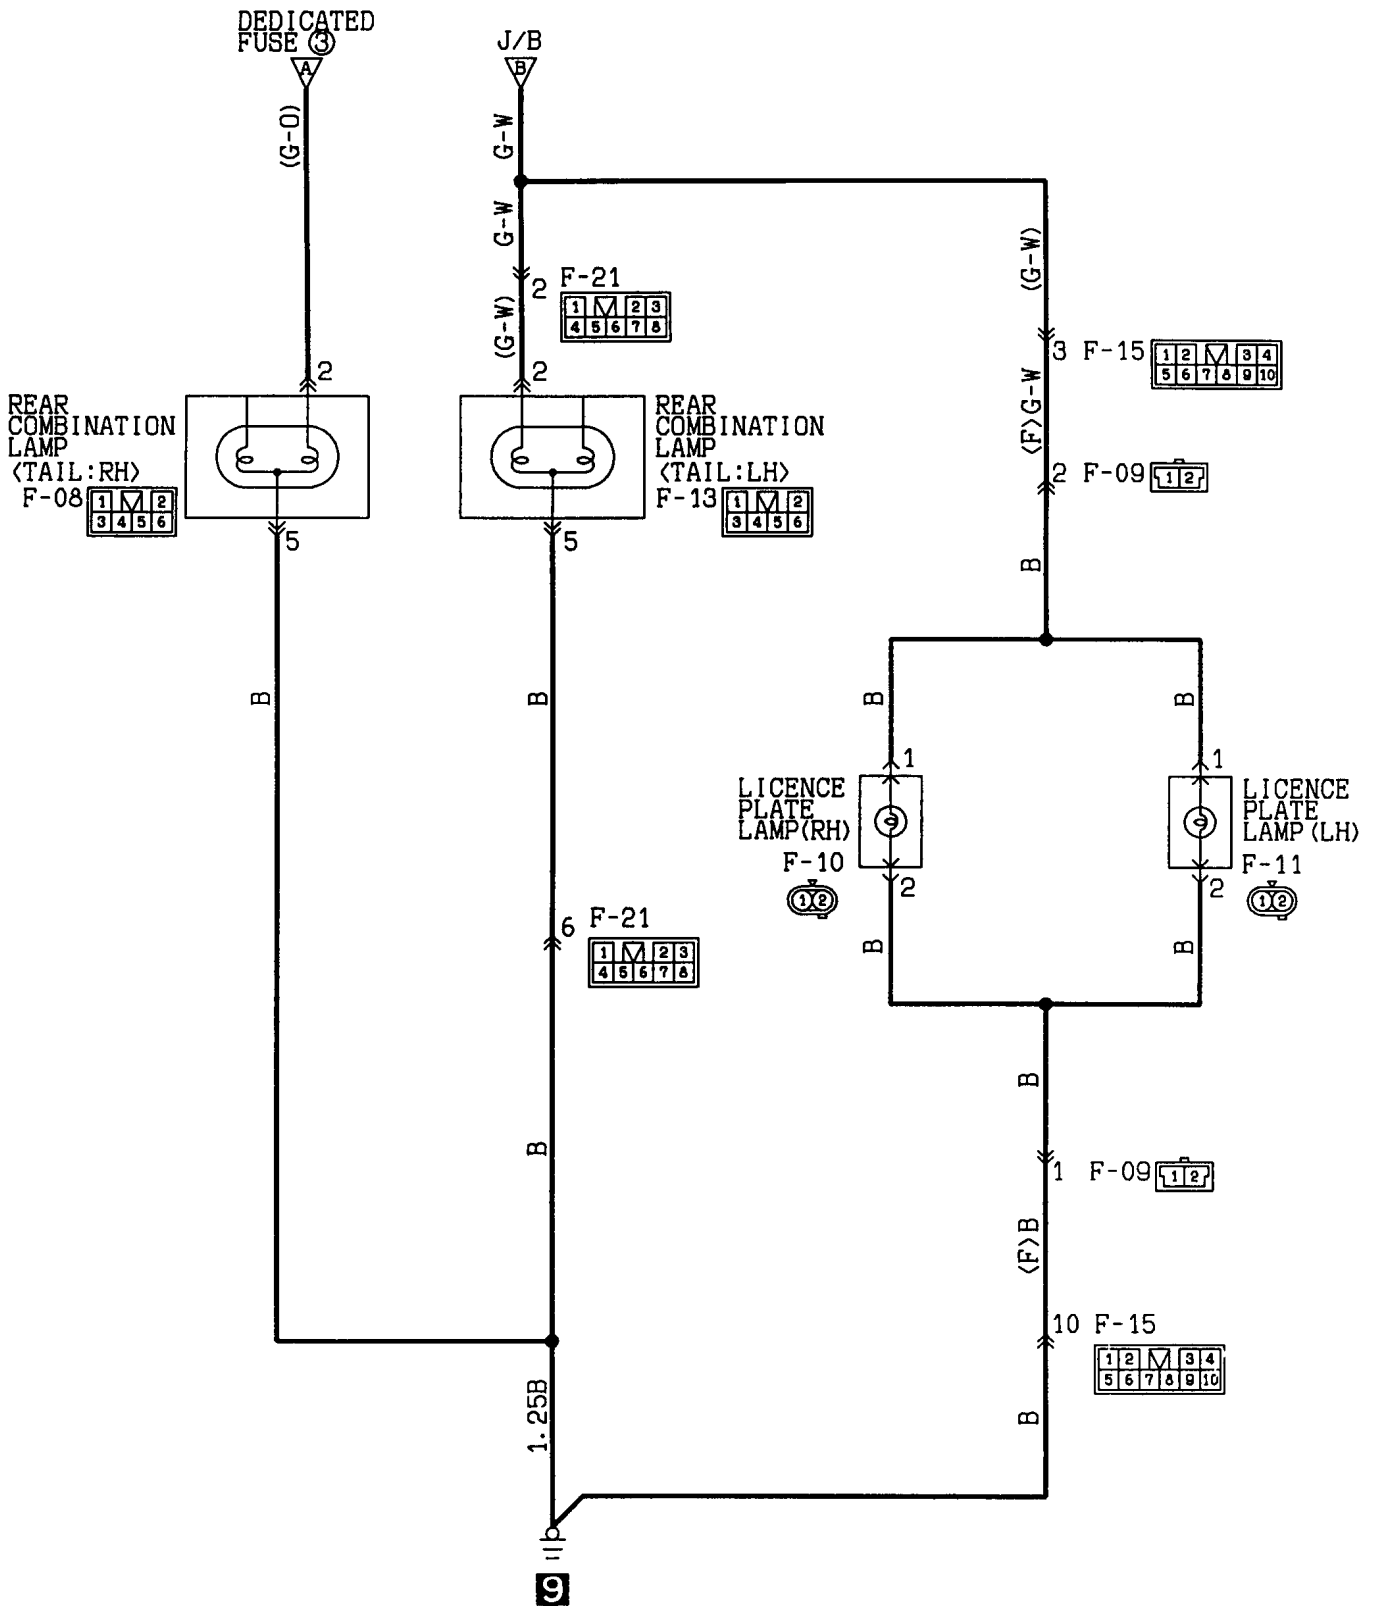 DEDICATED
FUSE ③
A
(G-O)
J/B
B
G-W
G-W
2 F-21
1 2 3
4 5 6 7 8
(G-W)
(G-W)
3 F-15
1 2 3 4
5 6 7 8 9 10
<F>G-W
2
2
REAR
COMBINATION
LAMP
<TAIL:RH>
F-08
1 2
3 4 5 6
5
REAR
COMBINATION
LAMP
<TAIL:LH>
F-13
1 2
3 4 5 6
5
2 F-09
1 2
B
B
B
B
B
1
LICENCE
PLATE
LAMP(RH)
F-10
1 2
2
1
LICENCE
PLATE
LAMP(LH)
F-11
1 2
2
6 F-21
1 2 3
4 5 6 7 8
B
B
B
B
1 F-09
1 2
<F>B
10 F-15
1 2 3 4
5 6 7 8 9 10
1.25B
B
9